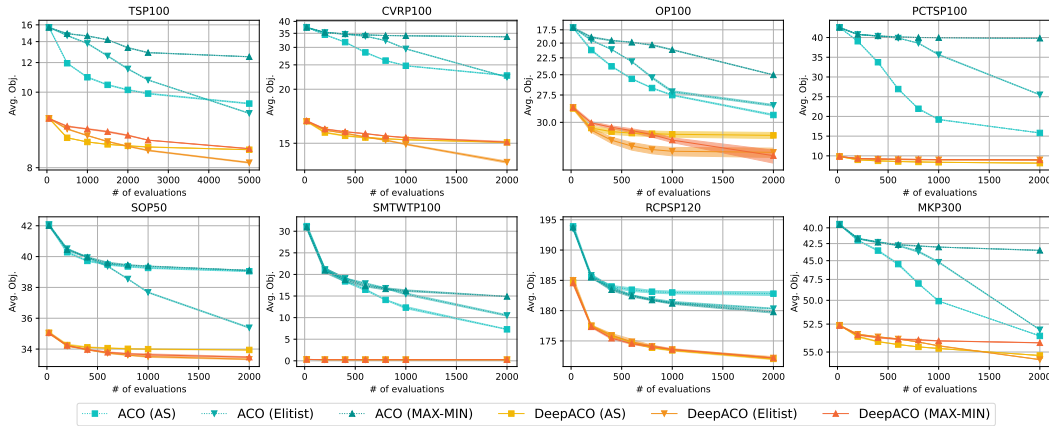 TSP100
CVRP100
OP100
PCTSP100
Avg. Obj.
16
14
12
10
8
0 1000 2000 3000 4000 5000
# of evaluations
Avg. Obj.
40
35
30
25
20
15
0 500 1000 1500 2000
# of evaluations
Avg. Obj.
17.5
20.0
22.5
25.0
27.5
30.0
0 500 1000 1500 2000
# of evaluations
Avg. Obj.
40
30
20
10
0 500 1000 1500 2000
# of evaluations
SOP50
SMTWTP100
RCPSP120
MKP300
Avg. Obj.
42
40
38
36
34
0 500 1000 1500 2000
# of evaluations
Avg. Obj.
30
25
20
15
10
5
0
0 500 1000 1500 2000
# of evaluations
Avg. Obj.
195
190
185
180
175
0 500 1000 1500 2000
# of evaluations
Avg. Obj.
40.0
42.5
45.0
47.5
50.0
52.5
55.0
0 500 1000 1500 2000
# of evaluations
ACO (AS) ACO (Elitist) ACO (MAX-MIN) DeepACO (AS) DeepACO (Elitist) DeepACO (MAX-MIN)